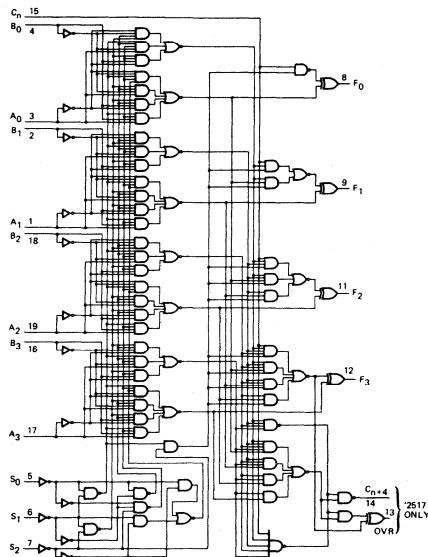 Cn 15
B0 4
A0 3
B1 2
8 F0
9 F1
A1 1
B2 18
11 F2
A2 19
B3 16
12 F3
A3 17
S0 5
S1 6
S2 7
Cn+4
14
13
OVR
'2517
ONLY